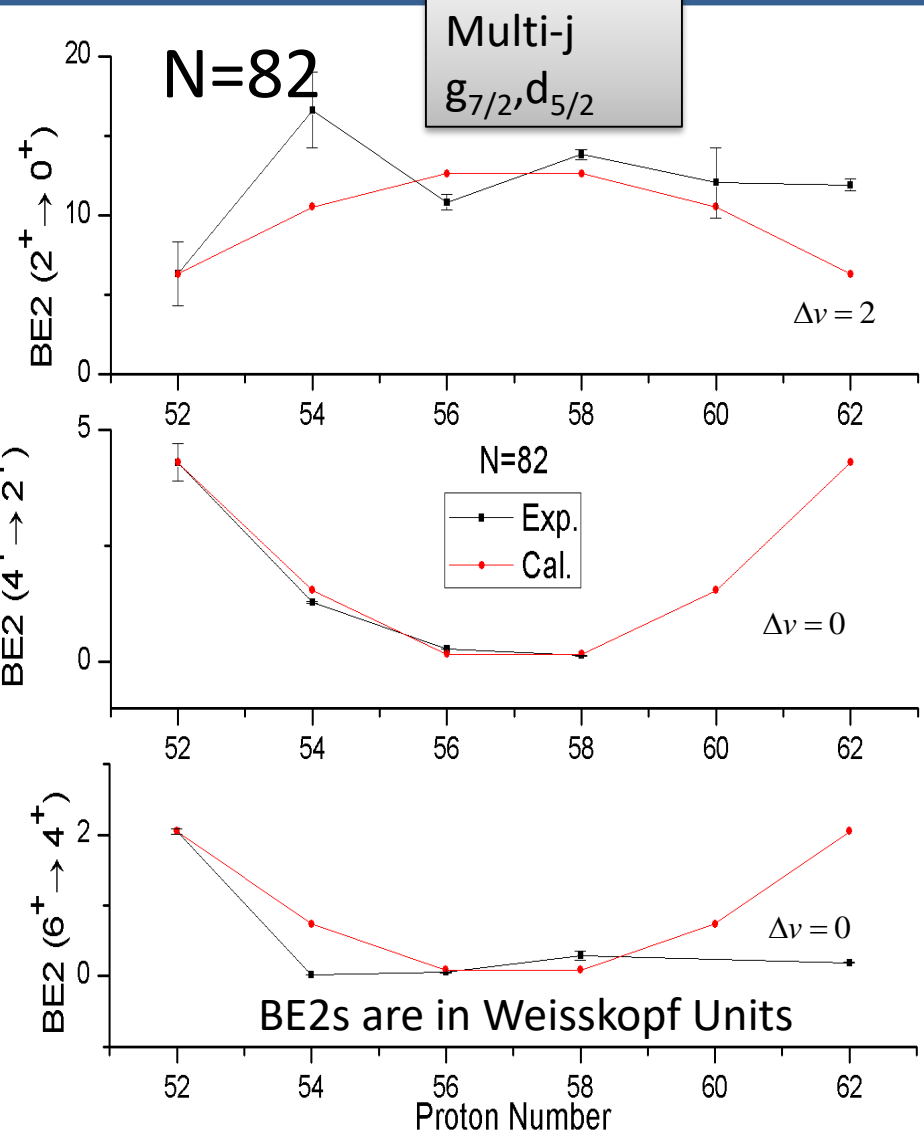 Multi-j
g7/2,d5/2
N=82
BE2 (2+ → 0+)
20
10
0
Δv = 2
52 54 56 58 60 62
BE2 (4+ → 2+)
5
0
N=82
Exp.
Cal.
Δv = 0
52 54 56 58 60 62
BE2 (6+ → 4+)
2
0
Δv = 0
BE2s are in Weisskopf Units
52 54 56 58 60 62
Proton Number